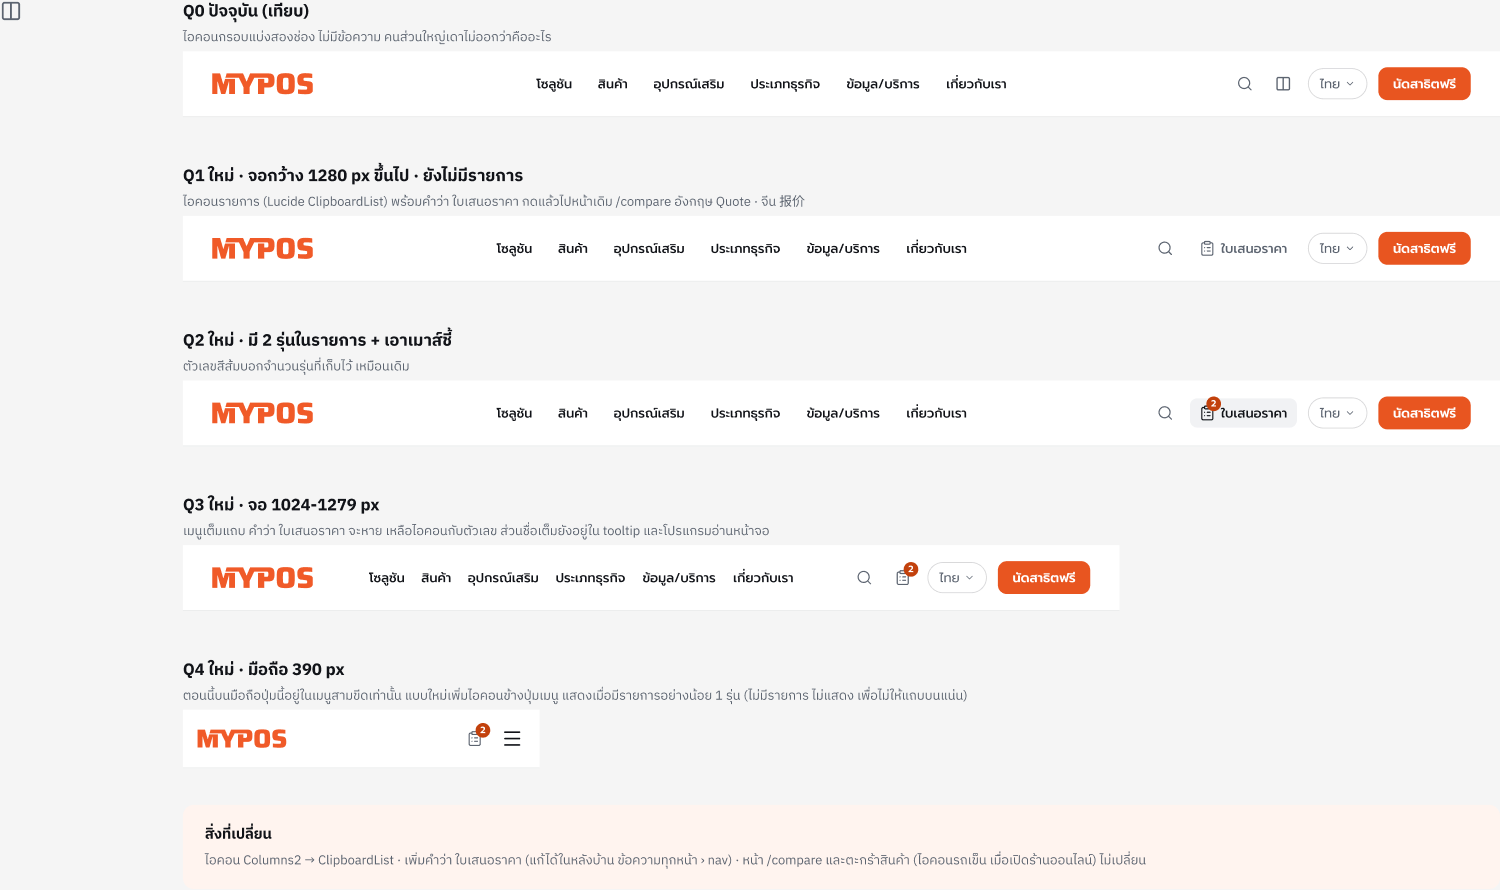 Q0 ปัจจุบัน (เทียบ)
ไอคอนกรอบแบ่งสองช่อง ไม่มีข้อความ คนส่วนใหญ่เดาไม่ออกว่าคืออะไร
MYPOS โซลูชัน สินค้า อุปกรณ์เสริม ประเภทธุรกิจ ข้อมูล/บริการ เกี่ยวกับเรา ไทย นัดสาธิตฟรี
Q1 ใหม่ · จอกว้าง 1280 px ขึ้นไป · ยังไม่มีรายการ
ไอคอนรายการ (Lucide ClipboardList) พร้อมคำว่า ใบเสนอราคา กดแล้วไปหน้าเดิม /compare อังกฤษ Quote · จีน 报价
MYPOS โซลูชัน สินค้า อุปกรณ์เสริม ประเภทธุรกิจ ข้อมูล/บริการ เกี่ยวกับเรา ใบเสนอราคา ไทย นัดสาธิตฟรี
Q2 ใหม่ · มี 2 รุ่นในรายการ + เอาเมาส์ชี้
ตัวเลขสีส้มบอกจำนวนรุ่นที่เก็บไว้ เหมือนเดิม
MYPOS โซลูชัน สินค้า อุปกรณ์เสริม ประเภทธุรกิจ ข้อมูล/บริการ เกี่ยวกับเรา 2 ใบเสนอราคา ไทย นัดสาธิตฟรี
Q3 ใหม่ · จอ 1024-1279 px
เมนูเต็มแถบ คำว่า ใบเสนอราคา จะหาย เหลือไอคอนกับตัวเลข ส่วนชื่อเต็มยังอยู่ใน tooltip และโปรแกรมอ่านหน้าจอ
MYPOS โซลูชัน สินค้า อุปกรณ์เสริม ประเภทธุรกิจ ข้อมูล/บริการ เกี่ยวกับเรา 2 ไทย นัดสาธิตฟรี
Q4 ใหม่ · มือถือ 390 px
ตอนนี้บนมือถือปุ่มนี้อยู่ในเมนูสามขีดเท่านั้น แบบใหม่เพิ่มไอคอนข้างปุ่มเมนู แสดงเมื่อมีรายการอย่างน้อย 1 รุ่น (ไม่มีรายการ ไม่แสดง เพื่อไม่ให้แถบบนแน่น)
MYPOS 2
สิ่งที่เปลี่ยน
ไอคอน Columns2 → ClipboardList · เพิ่มคำว่า ใบเสนอราคา (แก้ได้ในหลังบ้าน ข้อความทุกหน้า › nav) · หน้า /compare และตะกร้าสินค้า (ไอคอนรถเข็น เมื่อเปิดร้านออนไลน์) ไม่เปลี่ยน